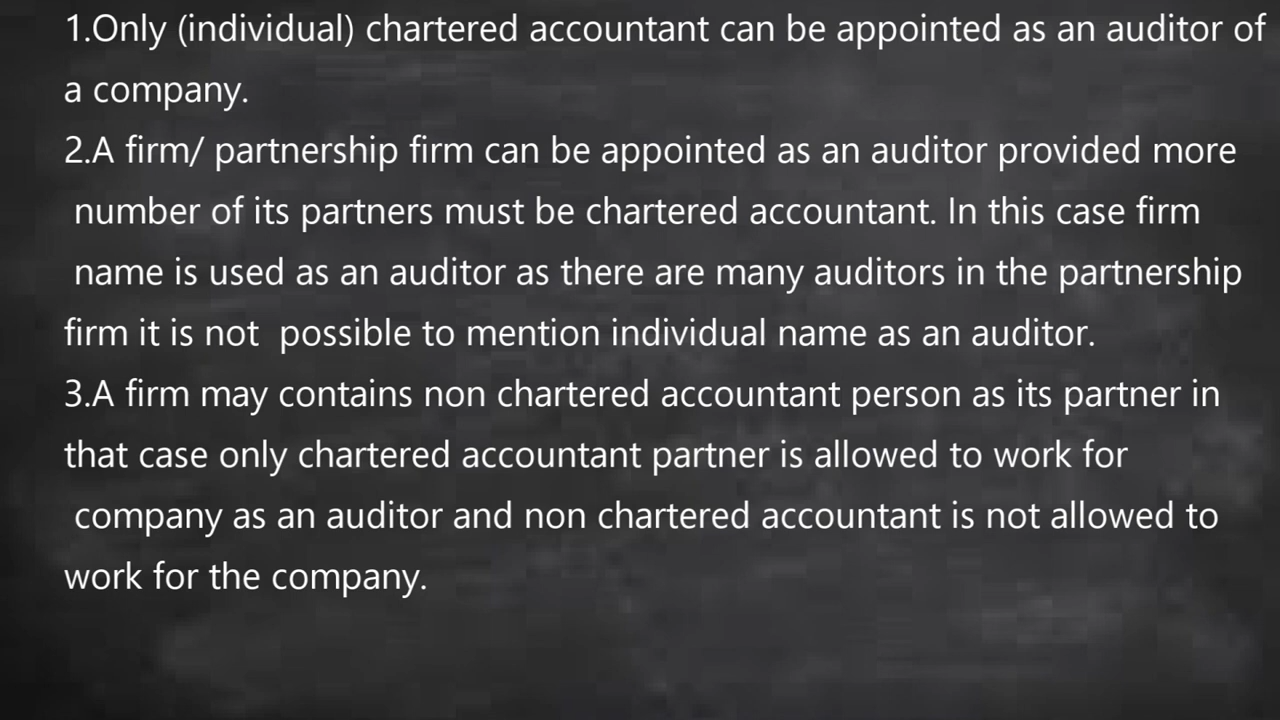 1.Only (individual) chartered accountant can be appointed as an auditor of
a company.
2.A firm/ partnership firm can be appointed as an auditor provided more
number of its partners must be chartered accountant. In this case firm
name is used as an auditor as there are many auditors in the partnership
firm it is not  possible to mention individual name as an auditor.
3.A firm may contains non chartered accountant person as its partner in
that case only chartered accountant partner is allowed to work for
company as an auditor and non chartered accountant is not allowed to
work for the company.